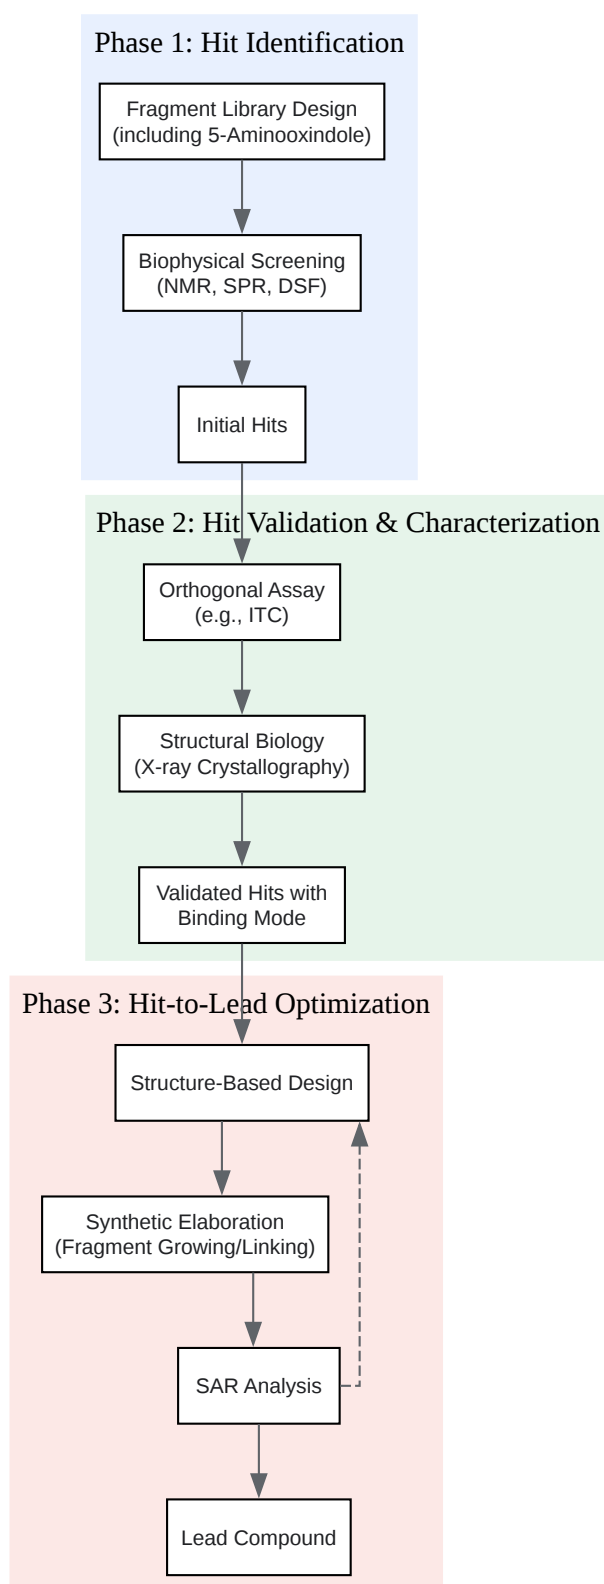 Phase 1: Hit Identification
Fragment Library Design
(including 5-Aminooxindole)
Biophysical Screening
(NMR, SPR, DSF)
Initial Hits
Phase 2: Hit Validation & Characterization
Orthogonal Assay
(e.g., ITC)
Structural Biology
(X-ray Crystallography)
Validated Hits with
Binding Mode
Phase 3: Hit-to-Lead Optimization
Structure-Based Design
Synthetic Elaboration
(Fragment Growing/Linking)
SAR Analysis
Lead Compound